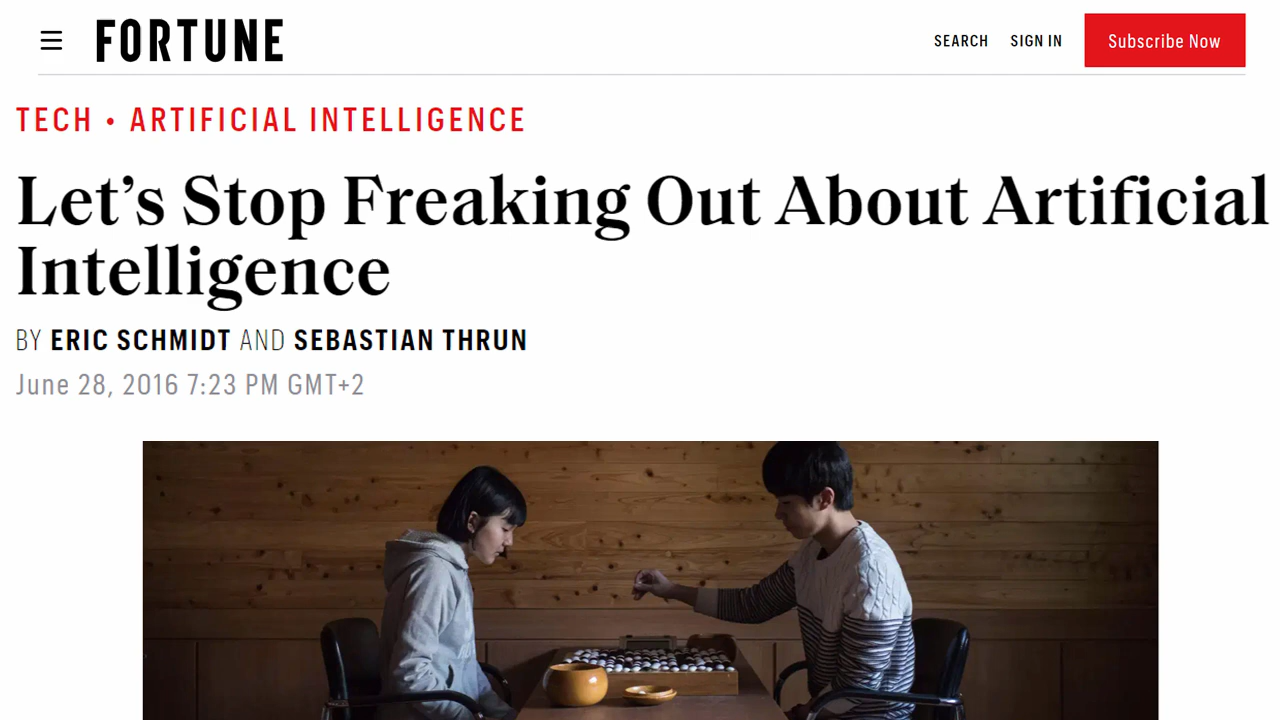 FORTUNE
SEARCH SIGN IN Subscribe Now
TECH • ARTIFICIAL INTELLIGENCE
Let’s Stop Freaking Out About Artificial
Intelligence
BY ERIC SCHMIDT AND SEBASTIAN THRUN
June 28, 2016 7:23 PM GMT+2